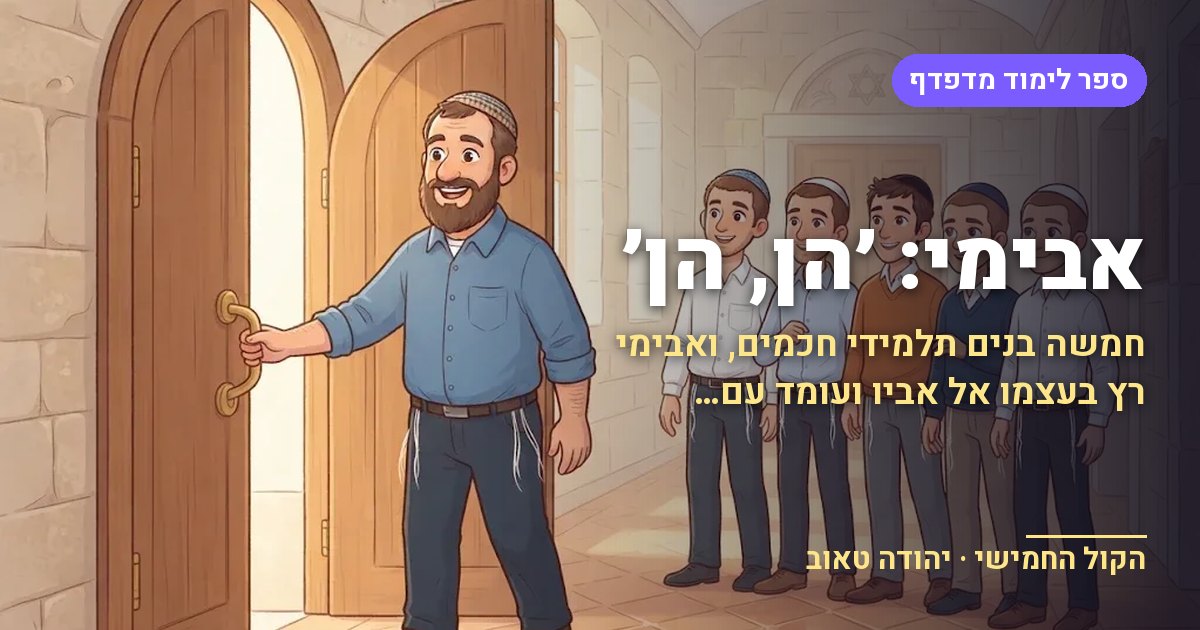 ספר לימוד מדפדף
אבימי: ’הן, הן’
חמשה בנים תלמידי חכמים, ואבימי
רץ בעצמו אל אביו ועומד עם...
הקול החמישי · יהודה טאוב